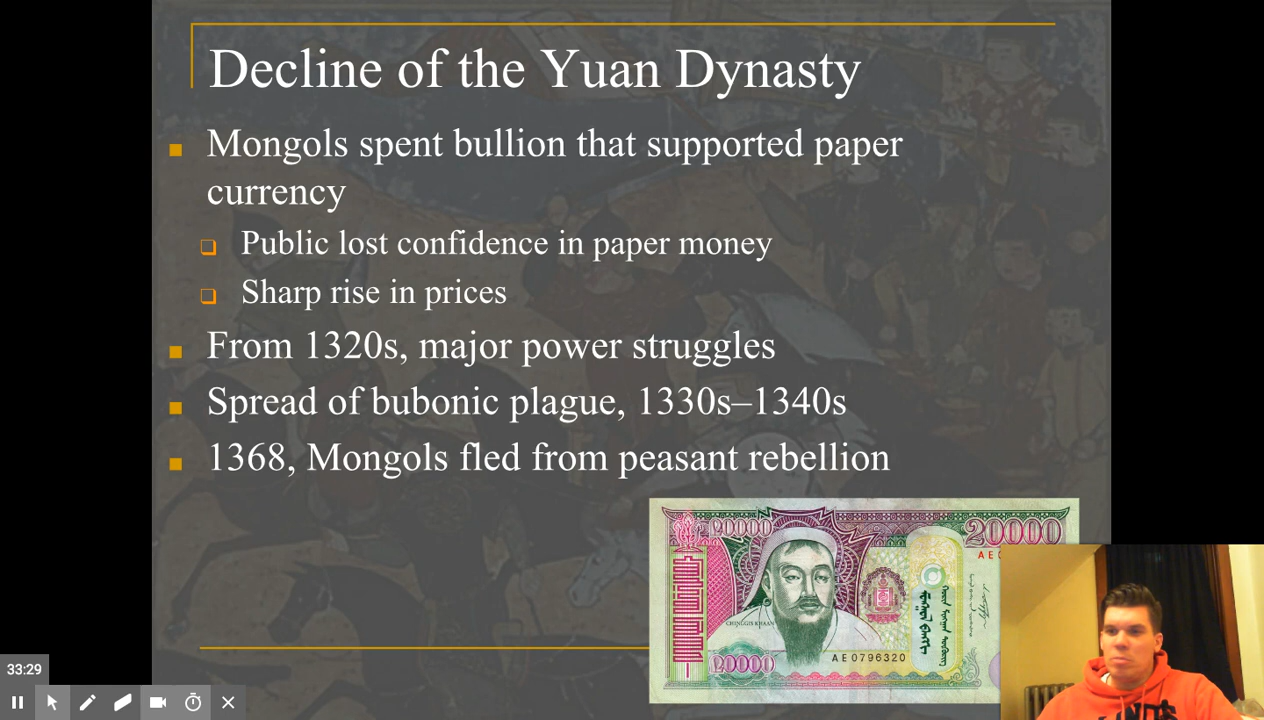 Decline of the Yuan Dynasty
Mongols spent bullion that supported paper
currency
Public lost confidence in paper money
Sharp rise in prices
From 1320s, major power struggles
Spread of bubonic plague, 1330s–1340s
1368, Mongols fled from peasant rebellion
20000
20000
AE0
CHINGGIS KHAAN
20000
AE0796320
33:29